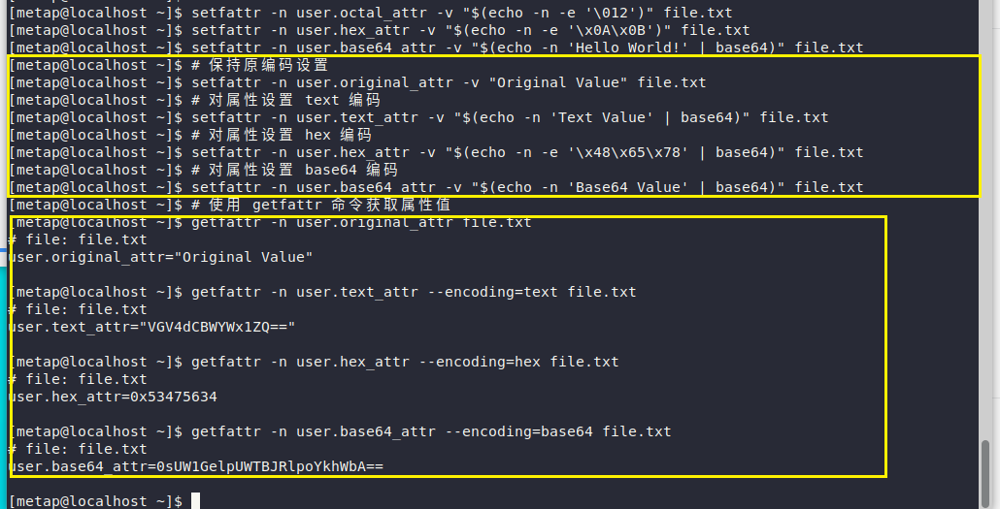 [metap@localhost ~]$ setfattr -n user.octal_attr -v "$(echo -n -e '\012')" file.txt
[metap@localhost ~]$ setfattr -n user.hex_attr -v "$(echo -n -e '\x0A\x0B')" file.txt
[metap@localhost ~]$ setfattr -n user.base64_attr -v "$(echo -n 'Hello World!' | base64)" file.txt
[metap@localhost ~]$ # 保持原编码设置
[metap@localhost ~]$ setfattr -n user.original_attr -v "Original Value" file.txt
[metap@localhost ~]$ # 对属性设置 text 编码
[metap@localhost ~]$ setfattr -n user.text_attr -v "$(echo -n 'Text Value' | base64)" file.txt
[metap@localhost ~]$ # 对属性设置 hex 编码
[metap@localhost ~]$ setfattr -n user.hex_attr -v "$(echo -n -e '\x48\x65\x78' | base64)" file.txt
[metap@localhost ~]$ # 对属性设置 base64 编码
[metap@localhost ~]$ setfattr -n user.base64_attr -v "$(echo -n 'Base64 Value' | base64)" file.txt
[metap@localhost ~]$ # 使用 getfattr 命令获取属性值
[metap@localhost ~]$ getfattr -n user.original_attr file.txt
# file: file.txt
user.original_attr="Original Value"
[metap@localhost ~]$ getfattr -n user.text_attr --encoding=text file.txt
# file: file.txt
user.text_attr="VGV4dCBWYWx1ZQ=="
[metap@localhost ~]$ getfattr -n user.hex_attr --encoding=hex file.txt
# file: file.txt
user.hex_attr=0x53475634
[metap@localhost ~]$ getfattr -n user.base64_attr --encoding=base64 file.txt
# file: file.txt
user.base64_attr=0sUW1GelpUWTBJRlpoYkhWbA==
[metap@localhost ~]$